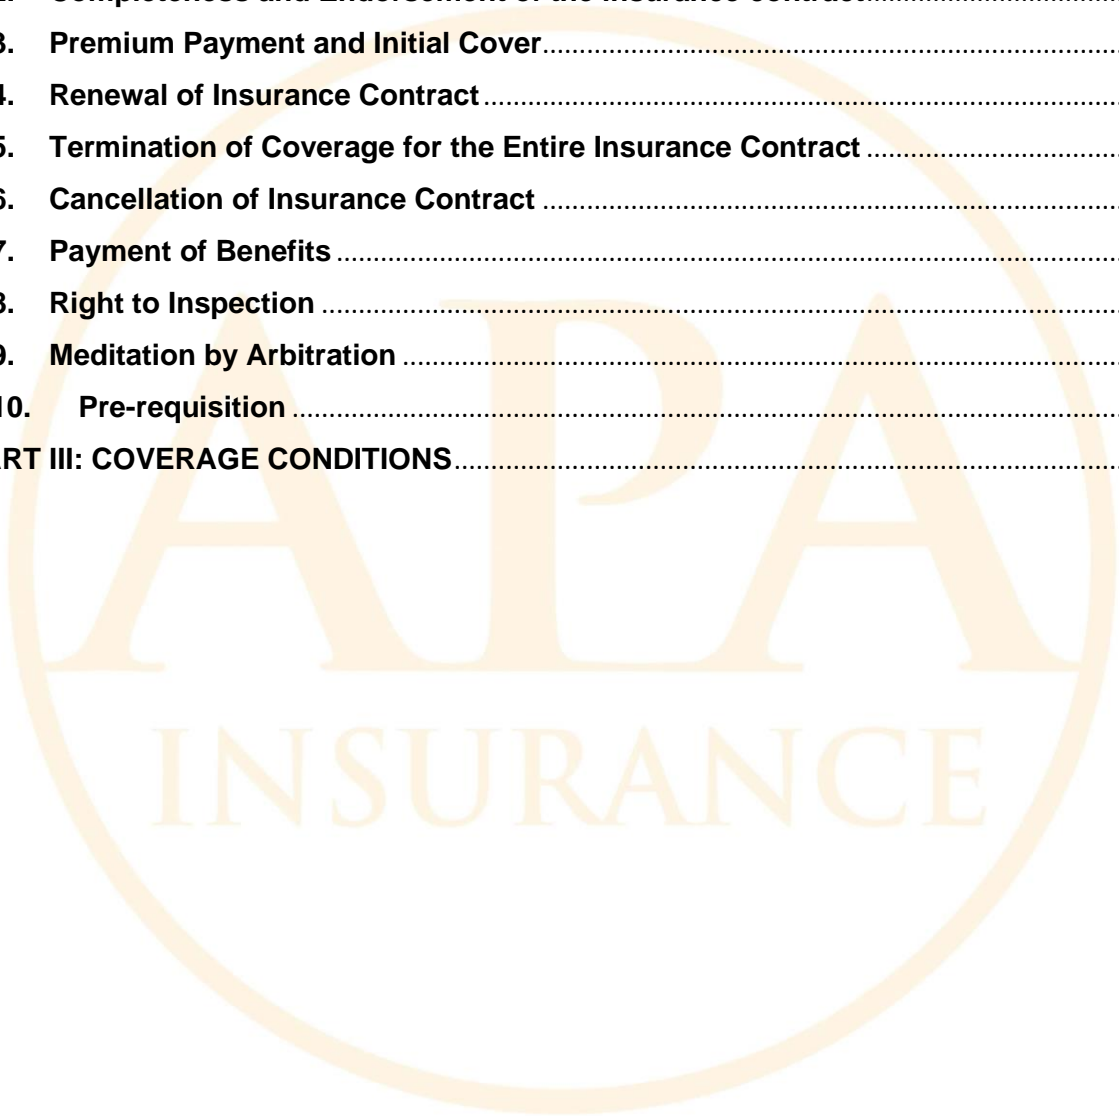 Premium Payment and Initial Cover
4. Renewal of Insurance Contract
5. Termination of Coverage for the Entire Insurance Contract
6. Cancellation of Insurance Contract
7. Payment of Benefits
8. Right to Inspection
9. Meditation by Arbitration
10. Pre-requisition
III: COVERAGE CONDITIONS
APA
INSURANCE